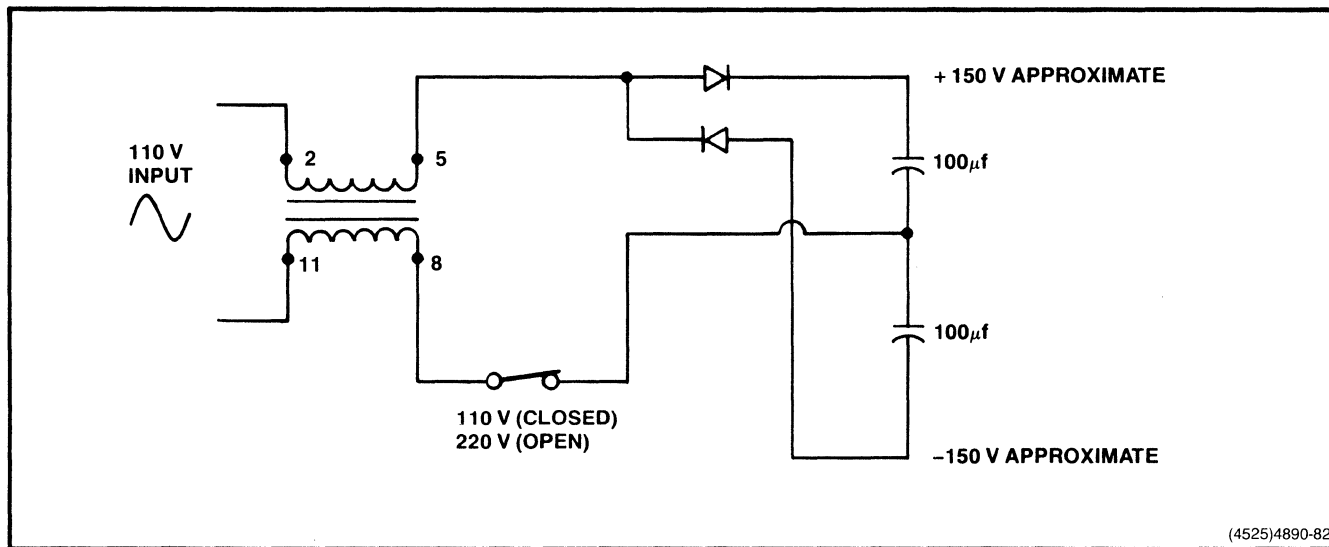 + 150 V APPROXIMATE
110 V
INPUT
2
5
100μf
11
8
100μf
110 V (CLOSED)
220 V (OPEN)
–150 V APPROXIMATE
(4525)4890-82